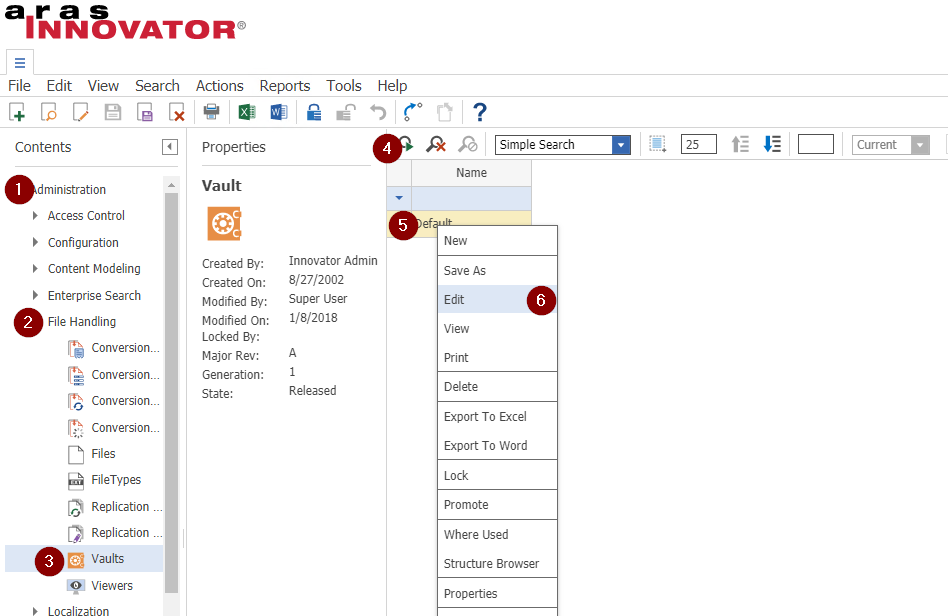 aras
INNOVATOR®
File Edit View Search Actions Reports Tools Help
Contents
Properties
4
Simple Search
25
Current
1
Administration
Access Control
Configuration
Content Modeling
Enterprise Search
2
File Handling
Conversion...
Conversion...
Conversion...
Conversion...
Files
EXT
FileTypes
Replication ...
Replication ...
3
Vaults
Viewers
Localization
Vault
Created By: Innovator Admin
Created On: 8/27/2002
Modified By: Super User
Modified On: 1/8/2018
Locked By:
Major Rev: A
Generation: 1
State: Released
Name
5
Default
New
Save As
Edit
6
View
Print
Delete
Export To Excel
Export To Word
Lock
Promote
Where Used
Structure Browser
Properties